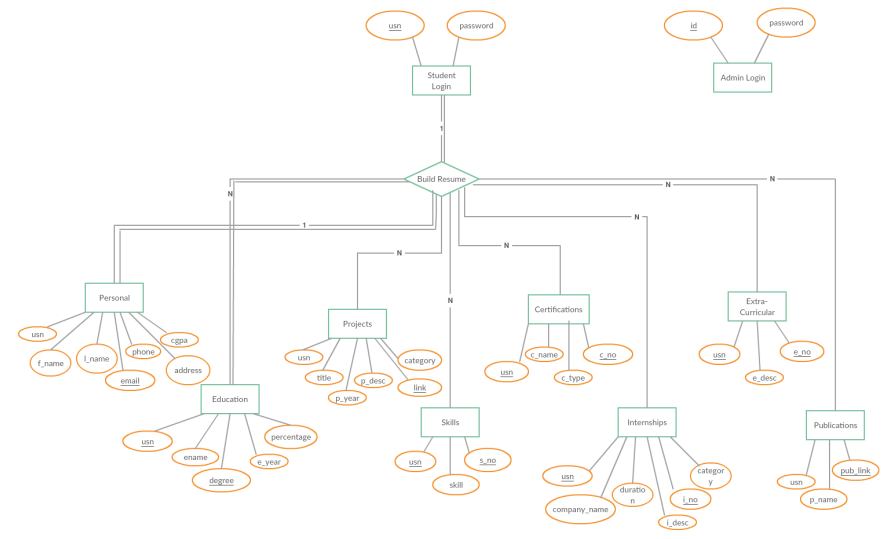 usn
password
id
password
Student
Login
Admin Login
1
Build Resume
N
N
N
1
N
N
N
N
Personal
Extra-
Curricular
Certifications
Projects
usn
f_name
l_name
email
phone
cgpa
address
usn
title
p_year
p_desc
category
link
usn
c_name
c_type
c_no
usn
e_desc
e_no
Education
usn
ename
degree
e_year
percentage
Skills
usn
skill
s_no
Internships
usn
company_name
duratio
n
i_desc
i_no
categor
y
Publications
usn
p_name
pub_link